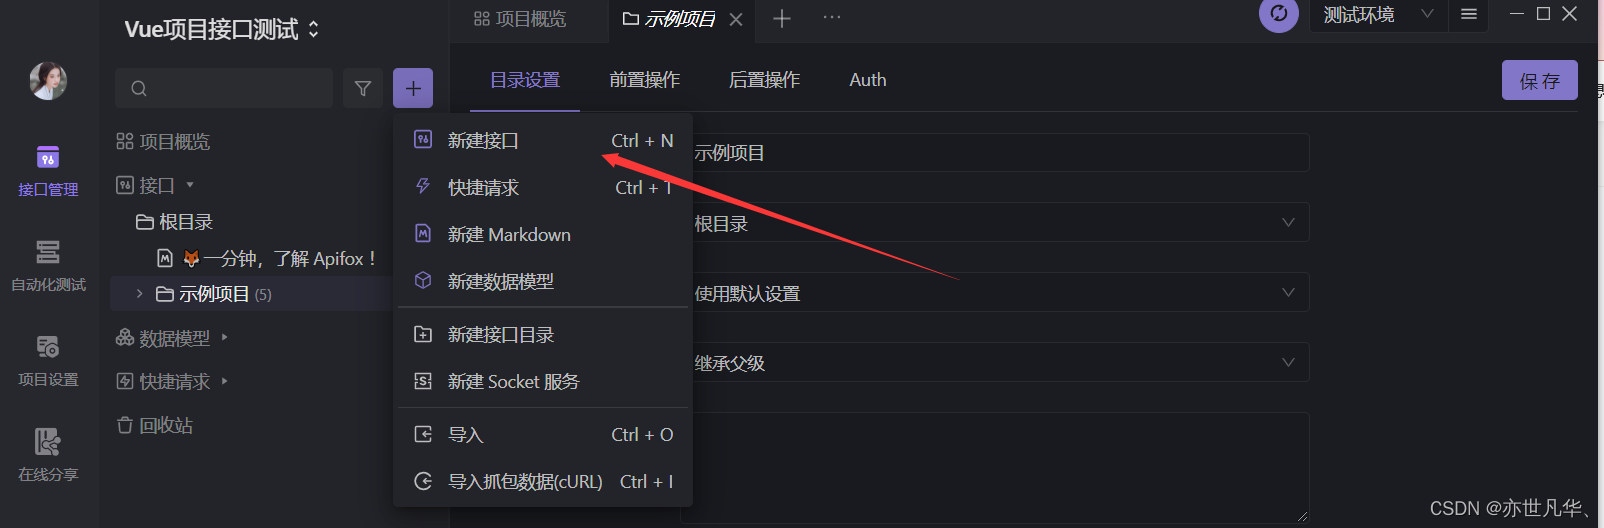 Vue项目接口测试
项目概览
示例项目
测试环境
目录设置
前置操作
后置操作
Auth
保存
接口管理
自动化测试
项目设置
在线分享
项目概览
接口
根目录
一分钟，了解 Apifox！
示例项目 (5)
数据模型
快捷请求
回收站
新建接口 Ctrl + N
快捷请求 Ctrl + T
新建 Markdown
新建数据模型
新建接口目录
新建 Socket 服务
导入 Ctrl + O
导入抓包数据(cURL) Ctrl + I
示例项目
根目录
使用默认设置
继承父级
CSDN @亦世凡华、